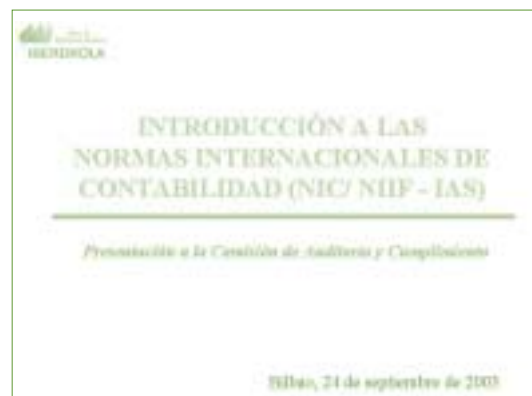 IBERDROLA
INTRODUCCIÓN A LAS
NORMAS INTERNACIONALES DE
CONTABILIDAD (NIC/ NIIF - IAS)
Presentación a la Comisión de Auditoría y Cumplimiento
Bilbao, 24 de septiembre de 2003